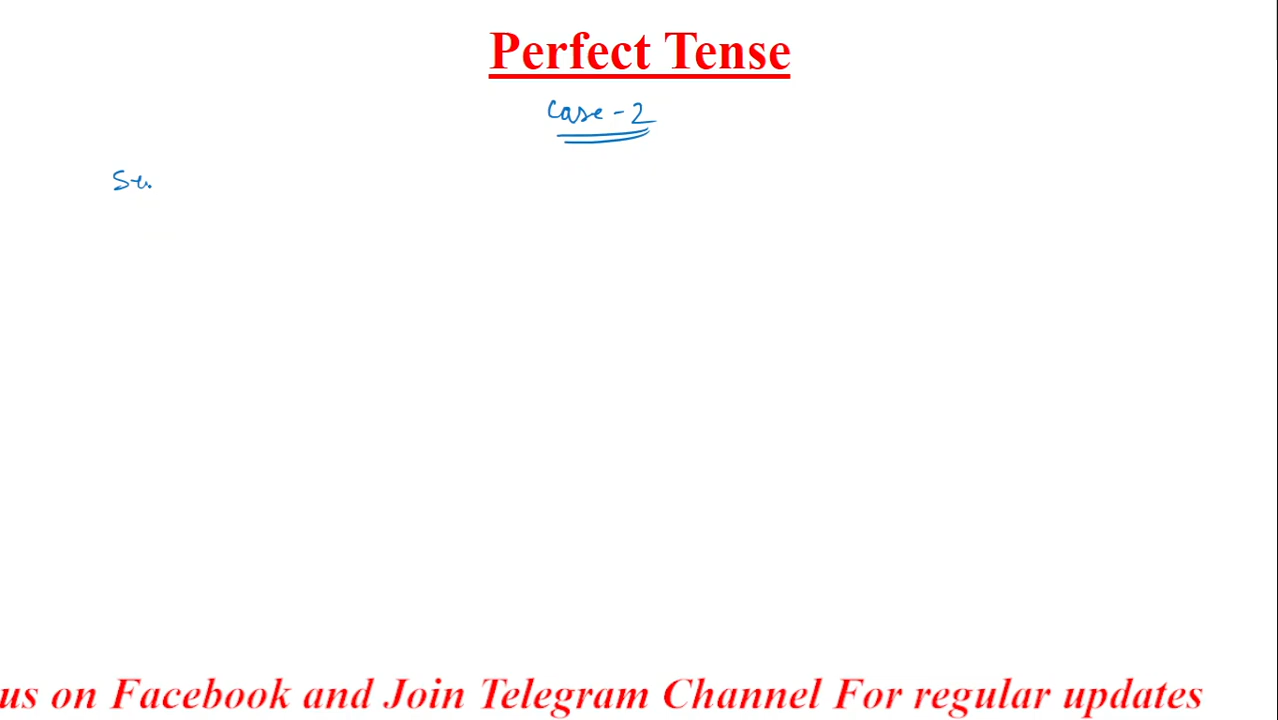 Perfect Tense
Case - 2
us on Facebook and Join Telegram Channel For regular updates